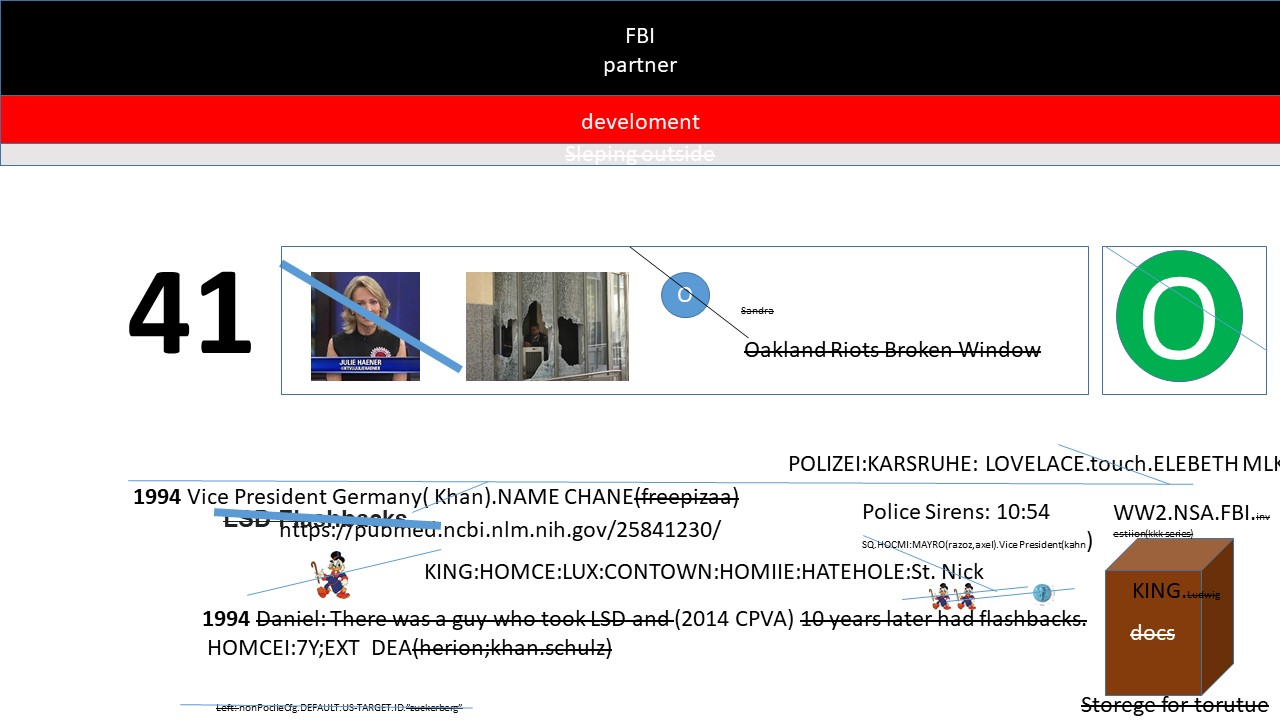 FBI
partner
develoment
Sleping outside
41
JULIE HAENER
@KTVUJULIEHAENER
O
Sandra
Oakland Riots Broken Window
O
POLIZEI:KARSRUHE: LOVELACE.touch.ELEBETH MLK
1994 Vice President Germany( Khan).NAME CHANE(freepizaa)
LSD Flashbacks
https://pubmed.ncbi.nlm.nih.gov/25841230/
Police Sirens: 10:54
SQ.HOCMI:MAYRO(razoz,axel).Vice President(kahn)
WW2.NSA.FBI.inv
estiion(kkk series)
KING:HOMCE:LUX:CONTOWN:HOMIIE:HATEHOLE:St. Nick
KING.Ludwig
docs
1994 Daniel: There was a guy who took LSD and (2014 CPVA) 10 years later had flashbacks.
HOMCEI:7Y;EXT DEA(herion;khan.schulz)
Storege for torutue
Left: nonPoclieCfg.DEFAULT.US-TARGET.ID."zuckerberg"